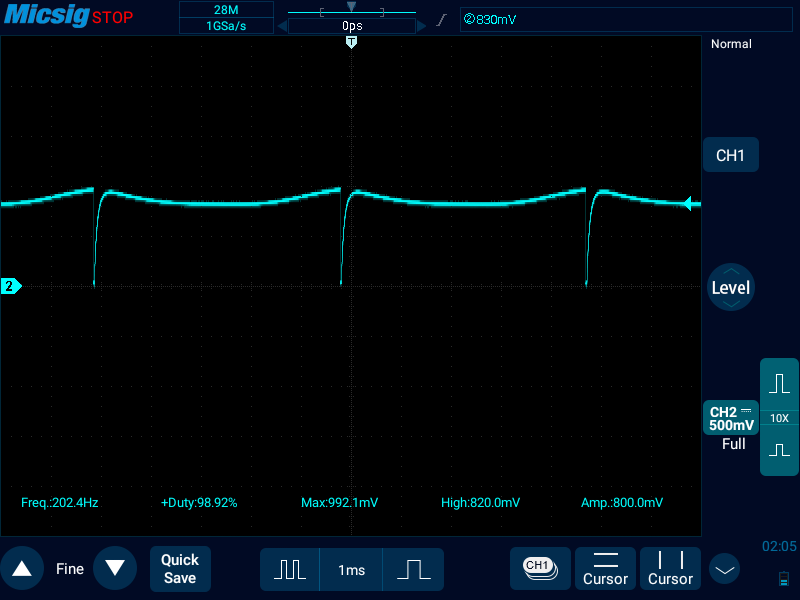 Micsig STOP
28M
1GSa/s
0ps
②830mV
T
Normal
CH1
2
Level
CH2
500mV
10X
Full
Freq.:202.4Hz +Duty:98.92% Max:992.1mV High:820.0mV Amp.:800.0mV
02:05
Fine
Quick
Save
1ms
CH1
Cursor
Cursor